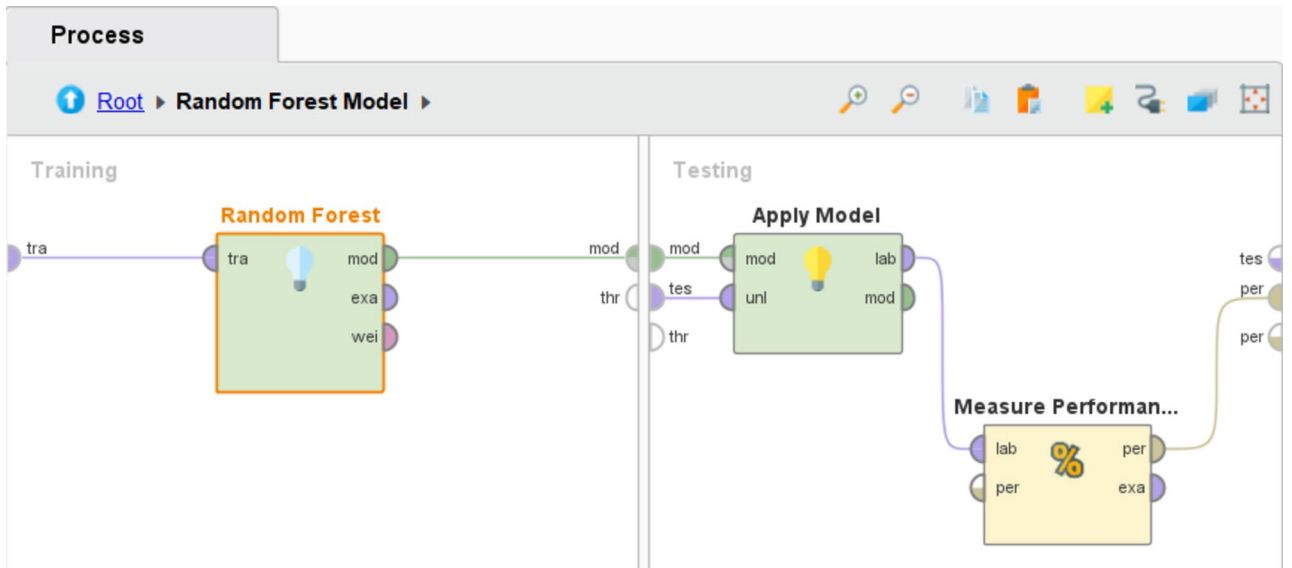 Process
Root Random Forest Model
Training
Testing
Random Forest
Apply Model
tra
tra
mod
mod
mod
mod
lab
tes
exa
thr
tes
unl
mod
per
wei
thr
per
Measure Performan...
lab
per
per
exa